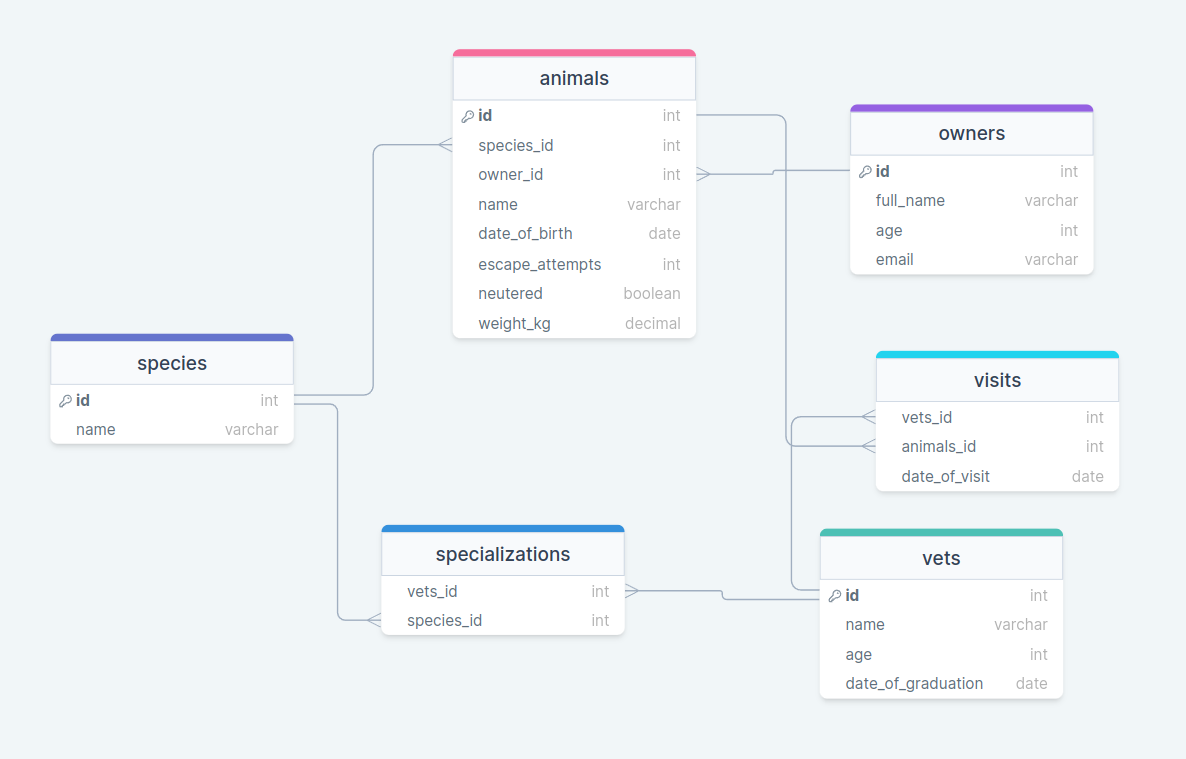 animals
id int
species_id int
owner_id int
name varchar
date_of_birth date
escape_attempts int
neutered boolean
weight_kg decimal
owners
id int
full_name varchar
age int
email varchar
species
id int
name varchar
visits
vets_id int
animals_id int
date_of_visit date
specializations
vets_id int
species_id int
vets
id int
name varchar
age int
date_of_graduation date